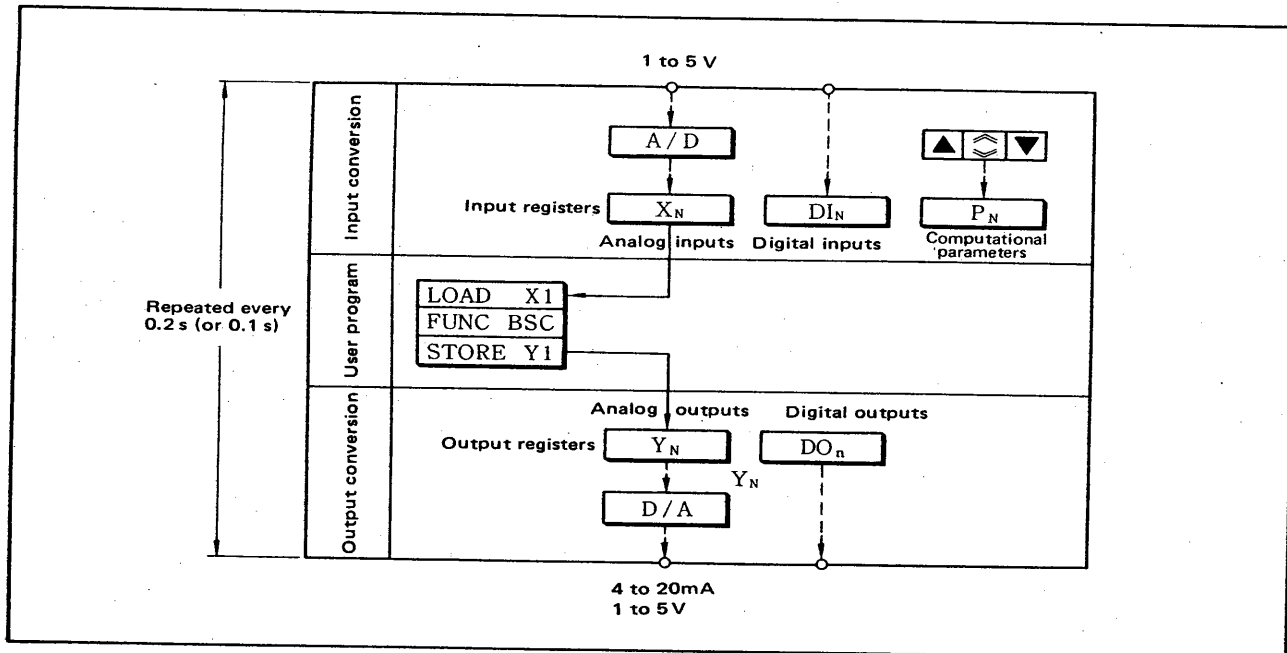 1 to 5 V
Input conversion
A / D
Input registers
X_N
DI_N
P_N
Analog inputs
Digital inputs
Computational
parameters
Repeated every
0.2 s (or 0.1 s)
User program
LOAD X1
FUNC BSC
STORE Y1
Output conversion
Analog outputs
Digital outputs
Output registers
Y_N
DO_n
Y_N
D / A
4 to 20mA
1 to 5V